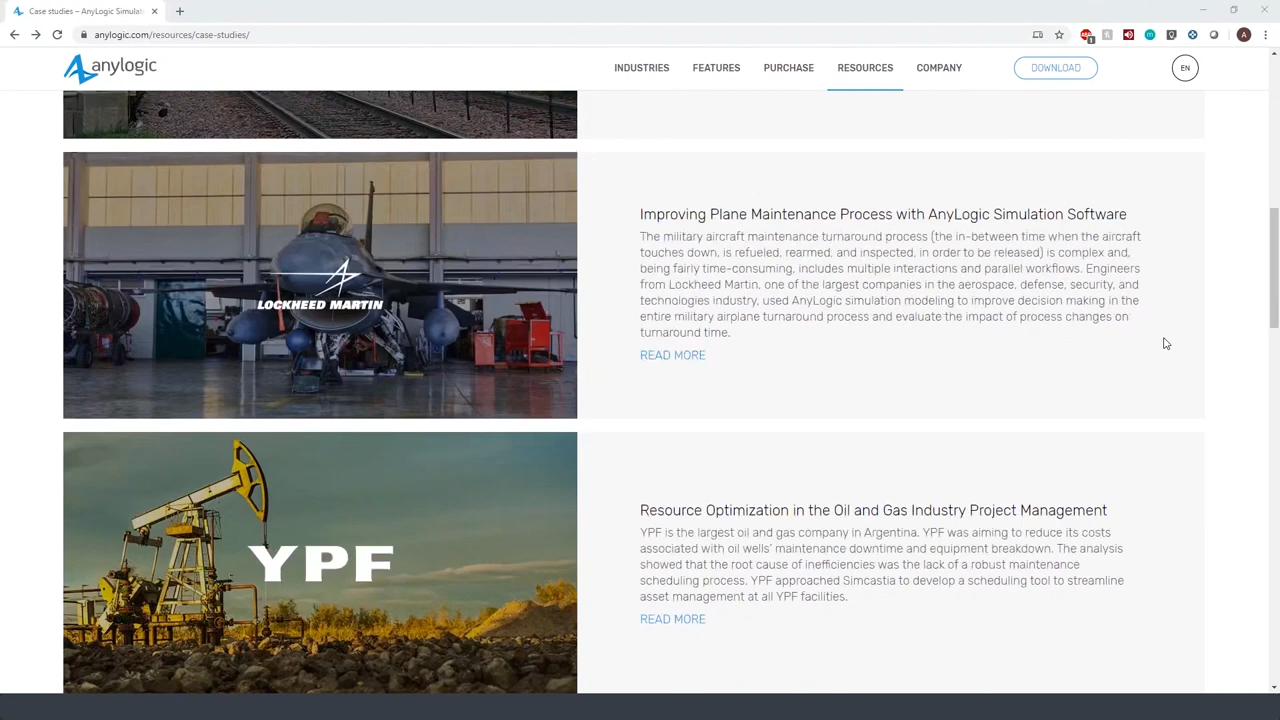 Case studies – AnyLogic Simulat
anylogic.com/resources/case-studies/
1
A
anylogic
INDUSTRIES
FEATURES
PURCHASE
RESOURCES
COMPANY
DOWNLOAD
EN
LOCKHEED MARTIN
Improving Plane Maintenance Process with AnyLogic Simulation Software
The military aircraft maintenance turnaround process (the in-between time when the aircraft
touches down, is refueled, rearmed, and inspected, in order to be released) is complex and,
being fairly time-consuming, includes multiple interactions and parallel workflows. Engineers
from Lockheed Martin, one of the largest companies in the aerospace, defense, security, and
technologies industry, used AnyLogic simulation modeling to improve decision making in the
entire military airplane turnaround process and evaluate the impact of process changes on
turnaround time.
READ MORE
YPF
Resource Optimization in the Oil and Gas Industry Project Management
YPF is the largest oil and gas company in Argentina. YPF was aiming to reduce its costs
associated with oil wells' maintenance downtime and equipment breakdown. The analysis
showed that the root cause of inefficiencies was the lack of a robust maintenance
scheduling process. YPF approached Simcastia to develop a scheduling tool to streamline
asset management at all YPF facilities.
READ MORE